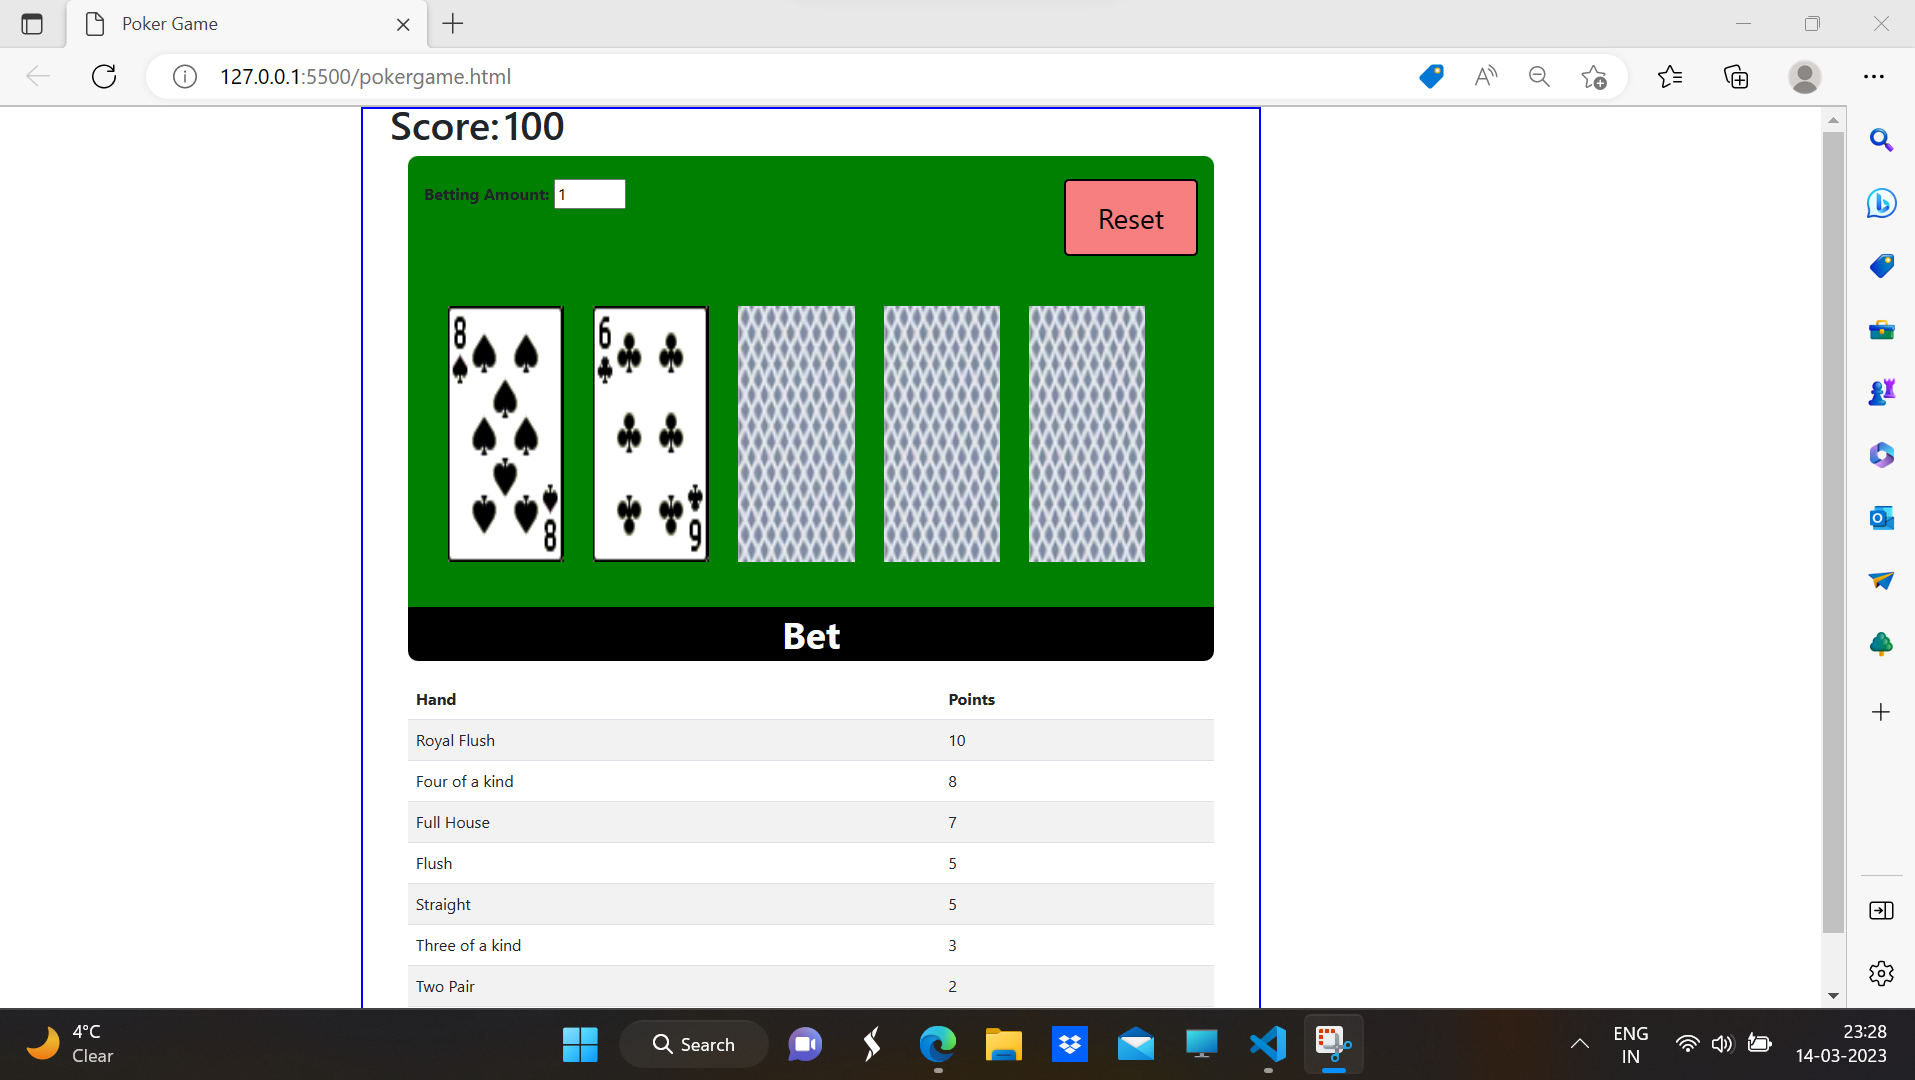 Poker Game
127.0.0.1:5500/pokergame.html
Score:100
Betting Amount: 1
Reset
8 6
8 6
Bet
Hand Points
Royal Flush 10
Four of a kind 8
Full House 7
Flush 5
Straight 5
Three of a kind 3
Two Pair 2
4°C
Clear
Search
ENG
IN
23:28
14-03-2023